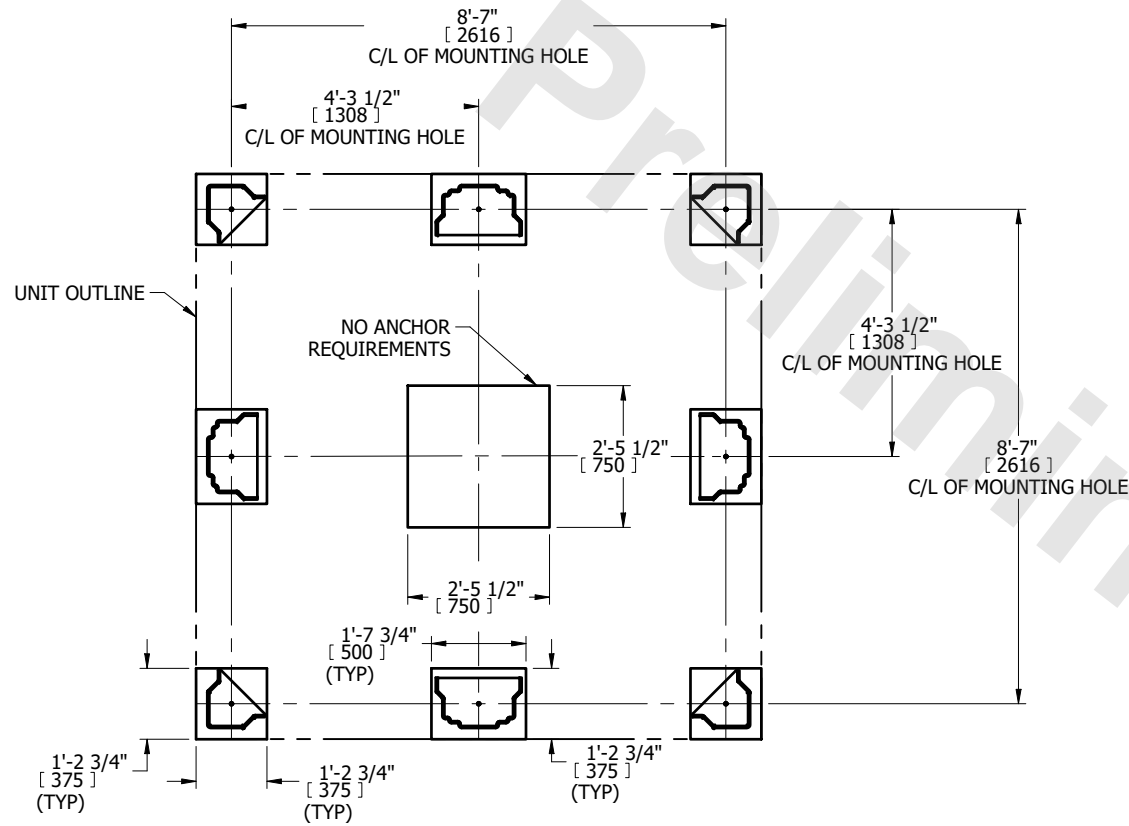 8'-7"
[ 2616 ]
C/L OF MOUNTING HOLE
4'-3 1/2"
[ 1308 ]
C/L OF MOUNTING HOLE
UNIT OUTLINE
NO ANCHOR
REQUIREMENTS
4'-3 1/2"
[ 1308 ]
C/L OF MOUNTING HOLE
2'-5 1/2"
[ 750 ]
8'-7"
[ 2616 ]
C/L OF MOUNTING HOLE
2'-5 1/2"
[ 750 ]
1'-7 3/4"
[ 500 ]
(TYP)
1'-2 3/4"
[ 375 ]
(TYP)
1'-2 3/4"
[ 375 ]
(TYP)
1'-2 3/4"
[ 375 ]
(TYP)
Prelimin